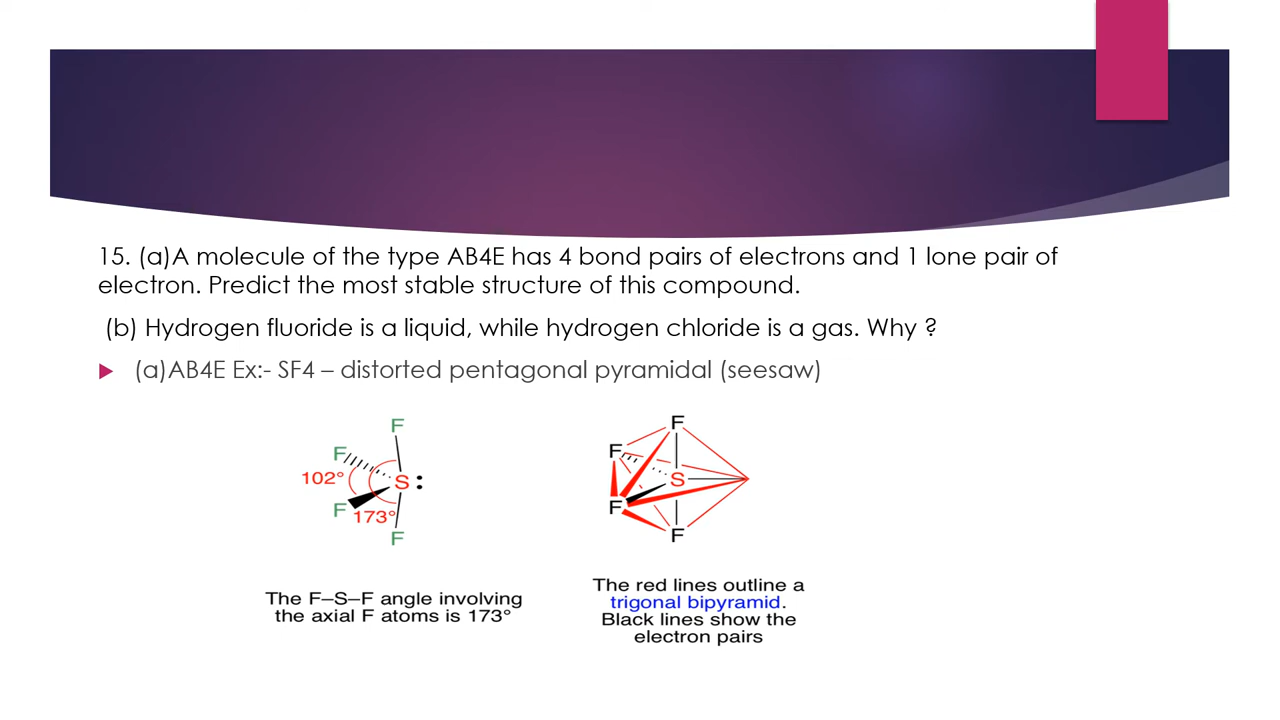 15. (a)A molecule of the type AB4E has 4 bond pairs of electrons and 1 lone pair of
electron. Predict the most stable structure of this compound.
(b) Hydrogen fluoride is a liquid, while hydrogen chloride is a gas. Why ?
(a)AB4E Ex:- SF4 – distorted pentagonal pyramidal (seesaw)
F
F
102°
S
:
F
173°
F
The F–S–F angle involving
the axial F atoms is 173°
F
F
S
F
F
The red lines outline a
trigonal bipyramid.
Black lines show the
electron pairs